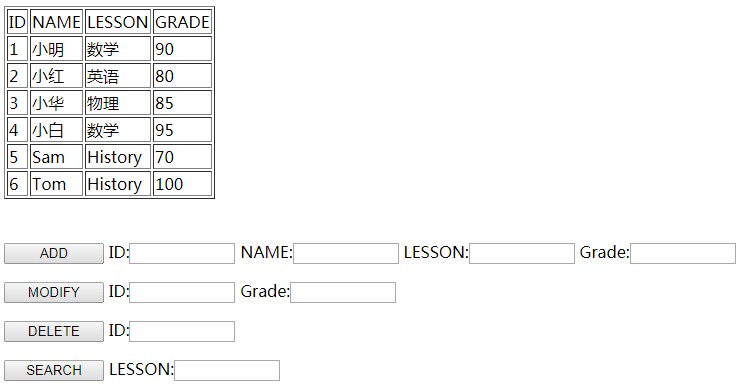 ID NAME LESSON GRADE
1 小明 数学 90
2 小红 英语 80
3 小华 物理 85
4 小白 数学 95
5 Sam History 70
6 Tom History 100
ADD ID: NAME: LESSON: Grade:
MODIFY ID: Grade:
DELETE ID:
SEARCH LESSON: